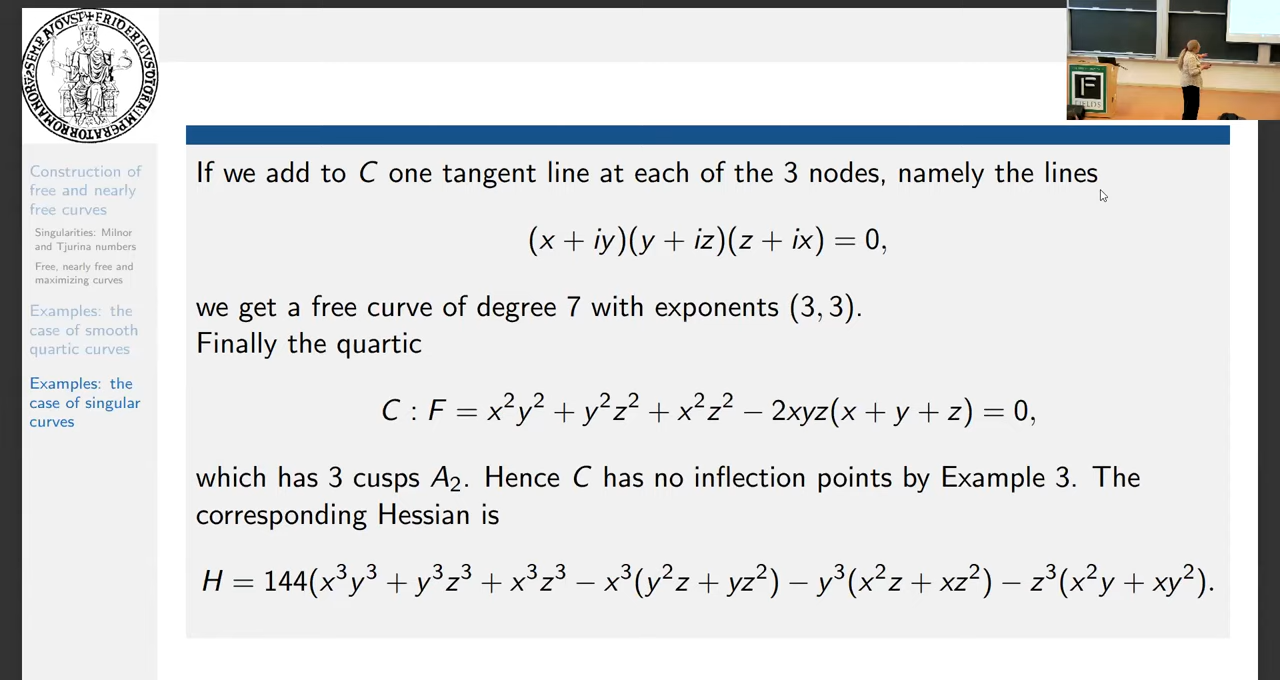 SEMPAJOVUST✝FRIDERICVSDIORA:IMPERATORROMANORV
FIELDS
Construction of
free and nearly
free curves
Singularities: Milnor
and Tjurina numbers
Free, nearly free and
maximizing curves
Examples: the
case of smooth
quartic curves
Examples: the
case of singular
curves
If we add to C one tangent line at each of the 3 nodes, namely the lines
(x + iy)(y + iz)(z + ix) = 0,
we get a free curve of degree 7 with exponents (3, 3).
Finally the quartic
C : F = x²y² + y²z² + x²z² − 2xyz(x + y + z) = 0,
which has 3 cusps A₂. Hence C has no inflection points by Example 3. The
corresponding Hessian is
H = 144(x³y³ + y³z³ + x³z³ − x³(y²z + yz²) − y³(x²z + xz²) − z³(x²y + xy²).